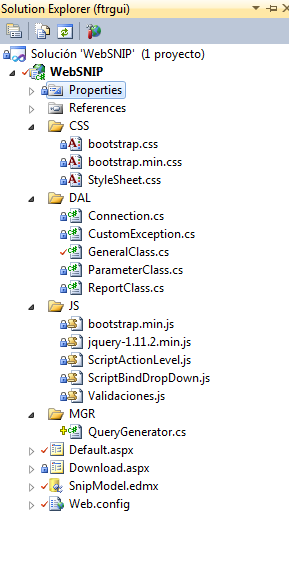 Solution Explorer (ftrgui)
Solución 'WebSNIP' (1 proyecto)
WebSNIP
Properties
References
CSS
bootstrap.css
bootstrap.min.css
StyleSheet.css
DAL
Connection.cs
CustomException.cs
GeneralClass.cs
ParameterClass.cs
ReportClass.cs
JS
bootstrap.min.js
jquery-1.11.2.min.js
ScriptActionLevel.js
ScriptBindDropDown.js
Validaciones.js
MGR
QueryGenerator.cs
Default.aspx
Download.aspx
SnipModel.edmx
Web.config